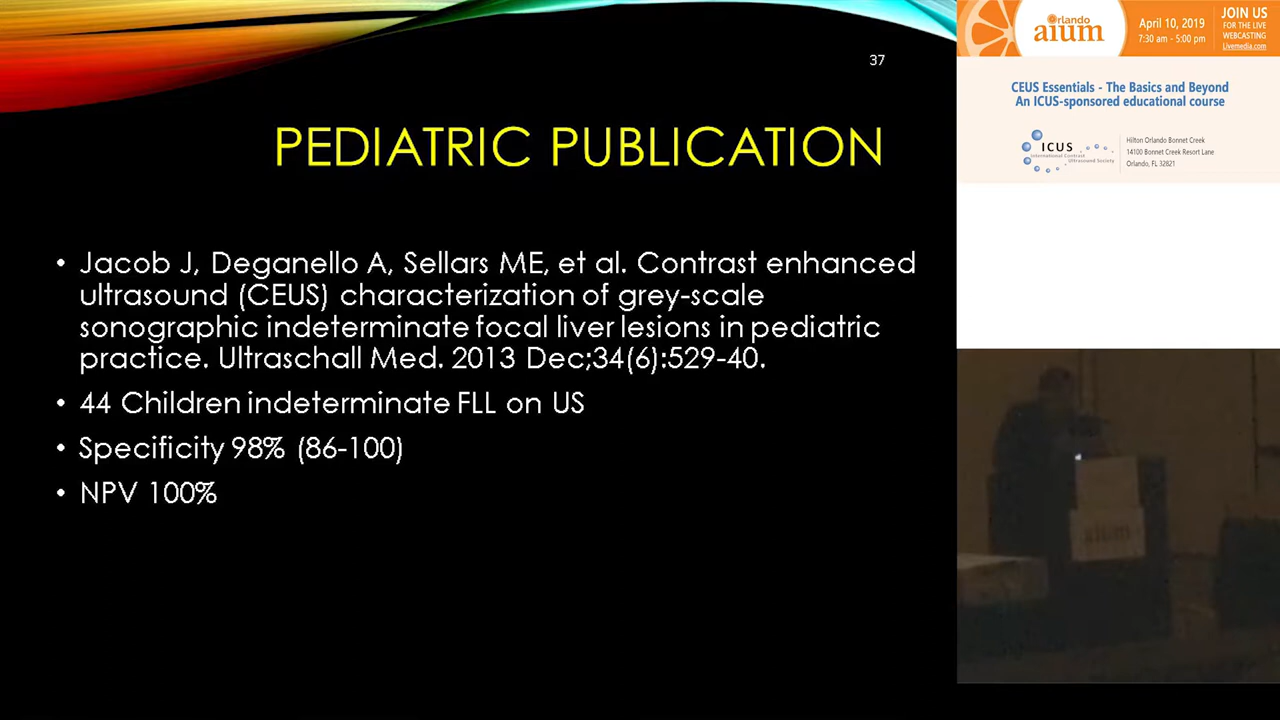 37
PEDIATRIC PUBLICATION
• Jacob J, Deganello A, Sellars ME, et al. Contrast enhanced
ultrasound (CEUS) characterization of grey-scale
sonographic indeterminate focal liver lesions in pediatric
practice. Ultraschall Med. 2013 Dec;34(6):529-40.
• 44 Children indeterminate FLL on US
• Specificity 98% (86-100)
• NPV 100%
Orlando
aium
April 10, 2019
7:30 am - 5:00 pm
JOIN US
FOR THE LIVE
WEBCASTING
Livemedia.com
CEUS Essentials - The Basics and Beyond
An ICUS-sponsored educational course
ICUS
International Contrast
Ultrasound Society
Hilton Orlando Bonnet Creek
14100 Bonnet Creek Resort Lane
Orlando, FL 32821
aium